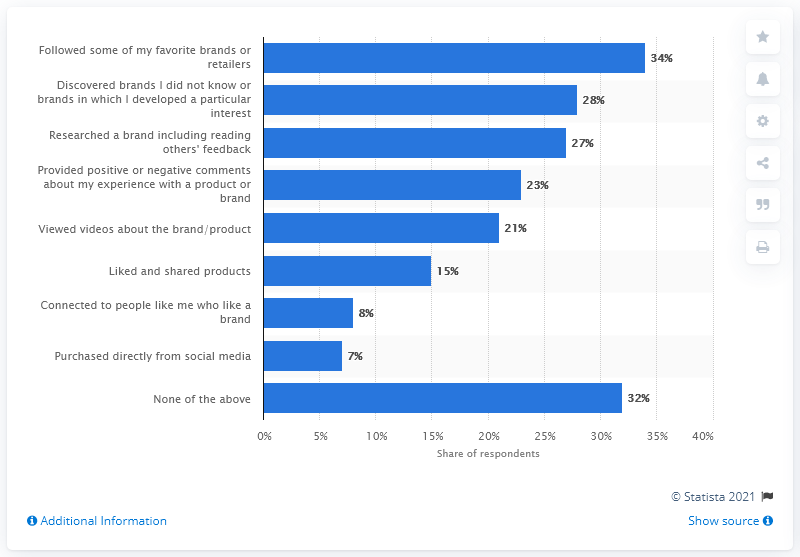 Followed some of my favorite brands or
retailers
34%
Discovered brands I did not know or
brands in which I developed a particular
interest
28%
Researched a brand including reading
others' feedback
27%
Provided positive or negative comments
about my experience with a product or
brand
23%
Viewed videos about the brand/product
21%
Liked and shared products
15%
Connected to people like me who like a
brand
8%
Purchased directly from social media
7%
None of the above
32%
0% 5% 10% 15% 20% 25% 30% 35% 40%
Share of respondents
© Statista 2021
Additional Information
Show source